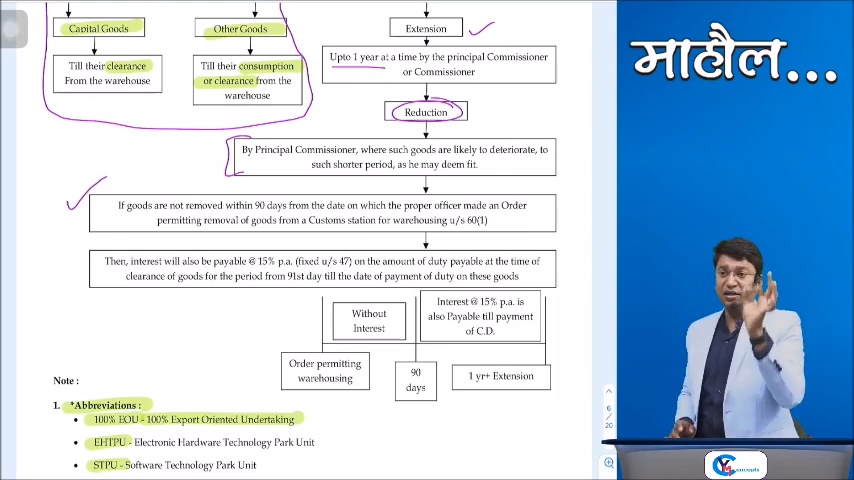 माहौल...
Capital Goods
Other Goods
Extension
Till their clearance
From the warehouse
Till their consumption
or clearance from the
warehouse
Upto 1 year at a time by the principal Commissioner
or Commissioner
Reduction
By Principal Commissioner, where such goods are likely to deteriorate, to
such shorter period, as he may deem fit.
If goods are not removed within 90 days from the date on which the proper officer made an Order
permitting removal of goods from a Customs station for warehousing u/s 60(1)
Then, interest will also be payable @ 15% p.a. (fixed u/s 47) on the amount of duty payable at the time of
clearance of goods for the period from 91st day till the date of payment of duty on these goods
Without
Interest
Interest @ 15% p.a. is
also Payable till payment
of C.D.
Order permitting
warehousing
90
days
1 yr+ Extension
Note :
1. *Abbreviations :
• 100% EOU - 100% Export Oriented Undertaking
• EHTPU - Electronic Hardware Technology Park Unit
• STPU - Software Technology Park Unit
6
/
20